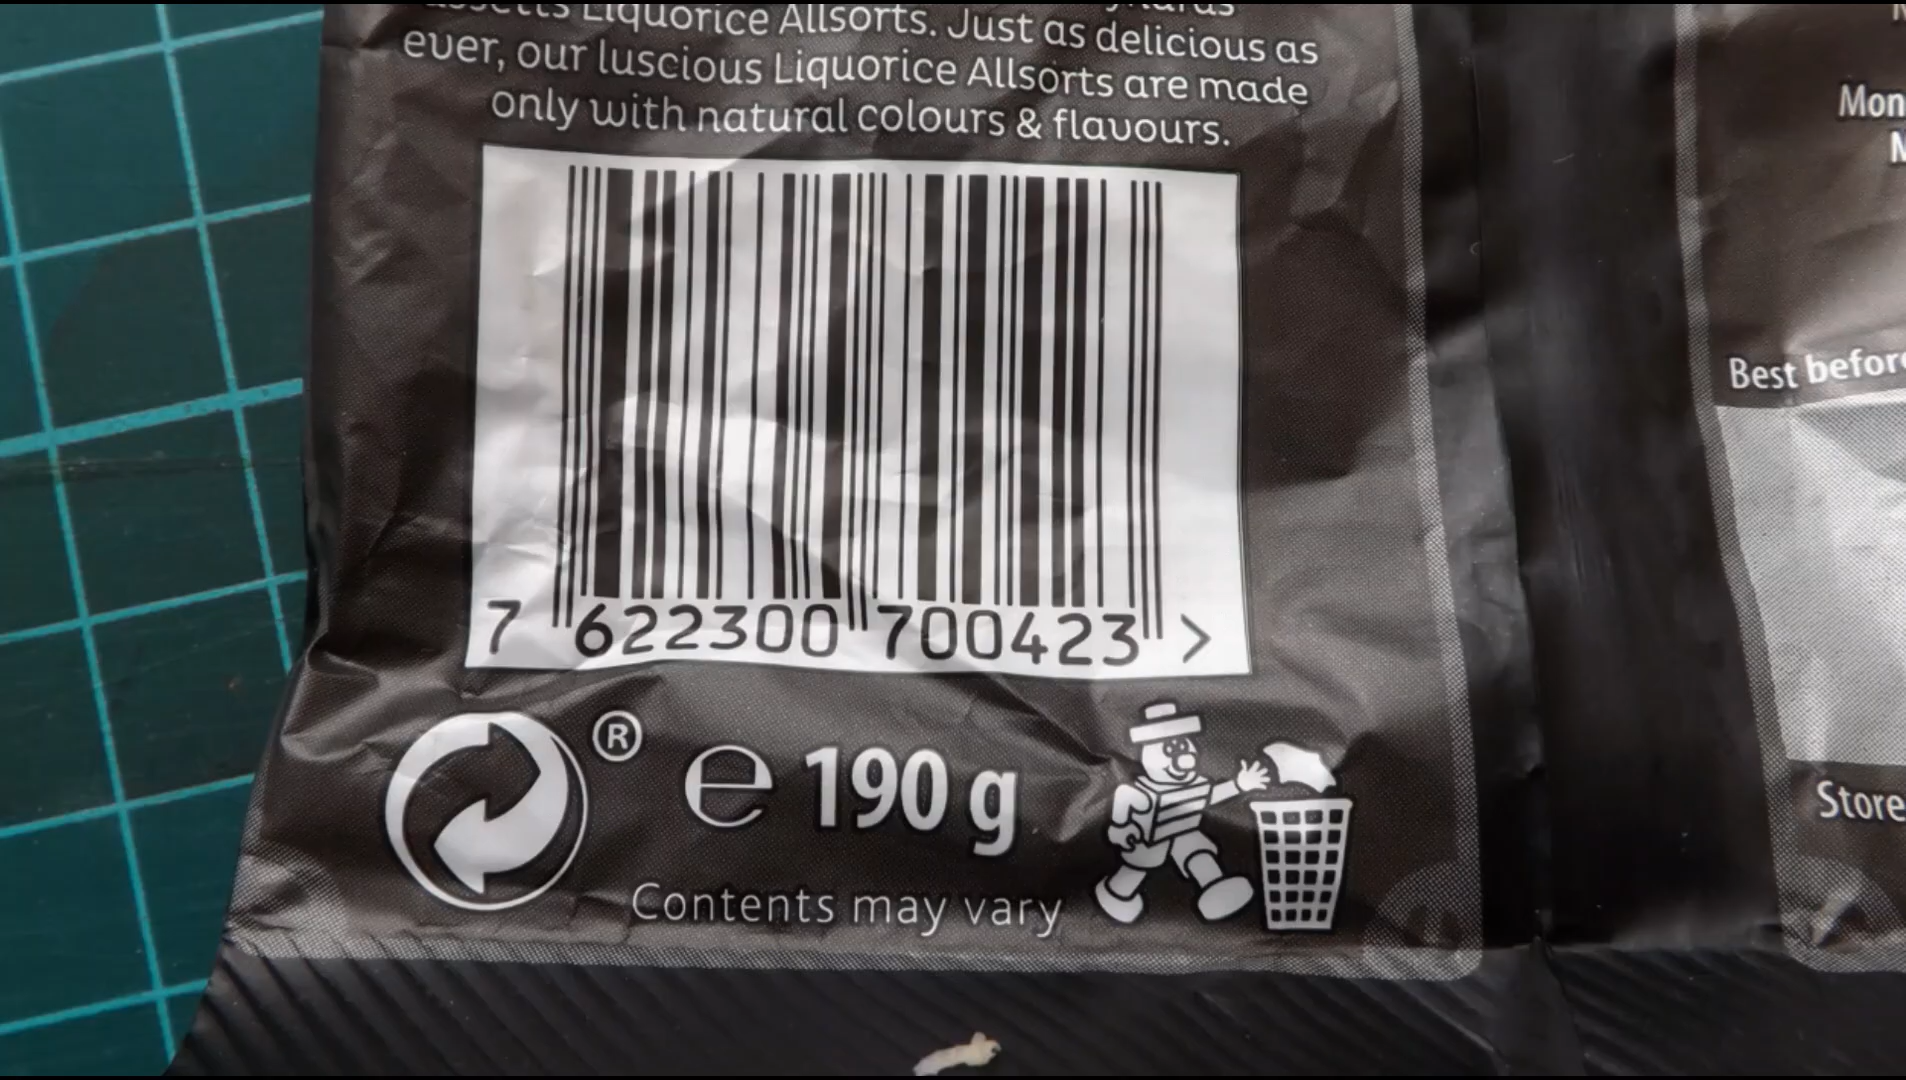 Liquorice Allsorts. Just as delicious as
ever, our luscious Liquorice Allsorts are made
only with natural colours & flavours.
7 622300 700423 >
® e 190 g
Contents may vary
Mon
Best before
Store